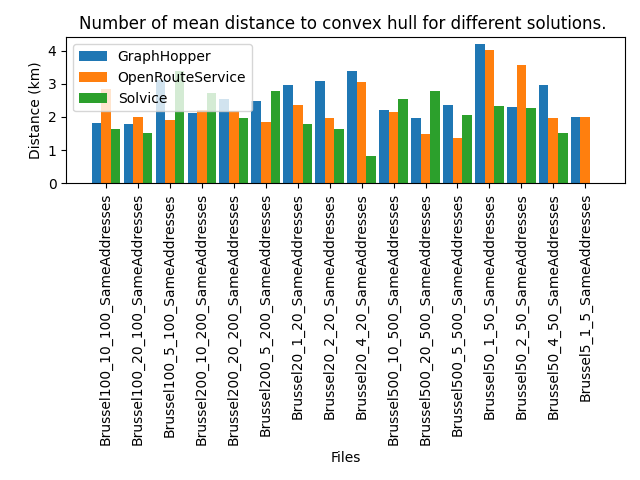 Number of mean distance to convex hull for different solutions.
GraphHopper
OpenRouteService
Solvice
Distance (km)
4
3
2
1
0
Brussel100_10_100_SameAddresses
Brussel100_20_100_SameAddresses
Brussel100_5_100_SameAddresses
Brussel200_10_200_SameAddresses
Brussel200_20_200_SameAddresses
Brussel200_5_200_SameAddresses
Brussel20_1_20_SameAddresses
Brussel20_2_20_SameAddresses
Brussel20_4_20_SameAddresses
Brussel500_10_500_SameAddresses
Brussel500_20_500_SameAddresses
Brussel500_5_500_SameAddresses
Brussel50_1_50_SameAddresses
Brussel50_2_50_SameAddresses
Brussel50_4_50_SameAddresses
Brussel5_1_5_SameAddresses
Files